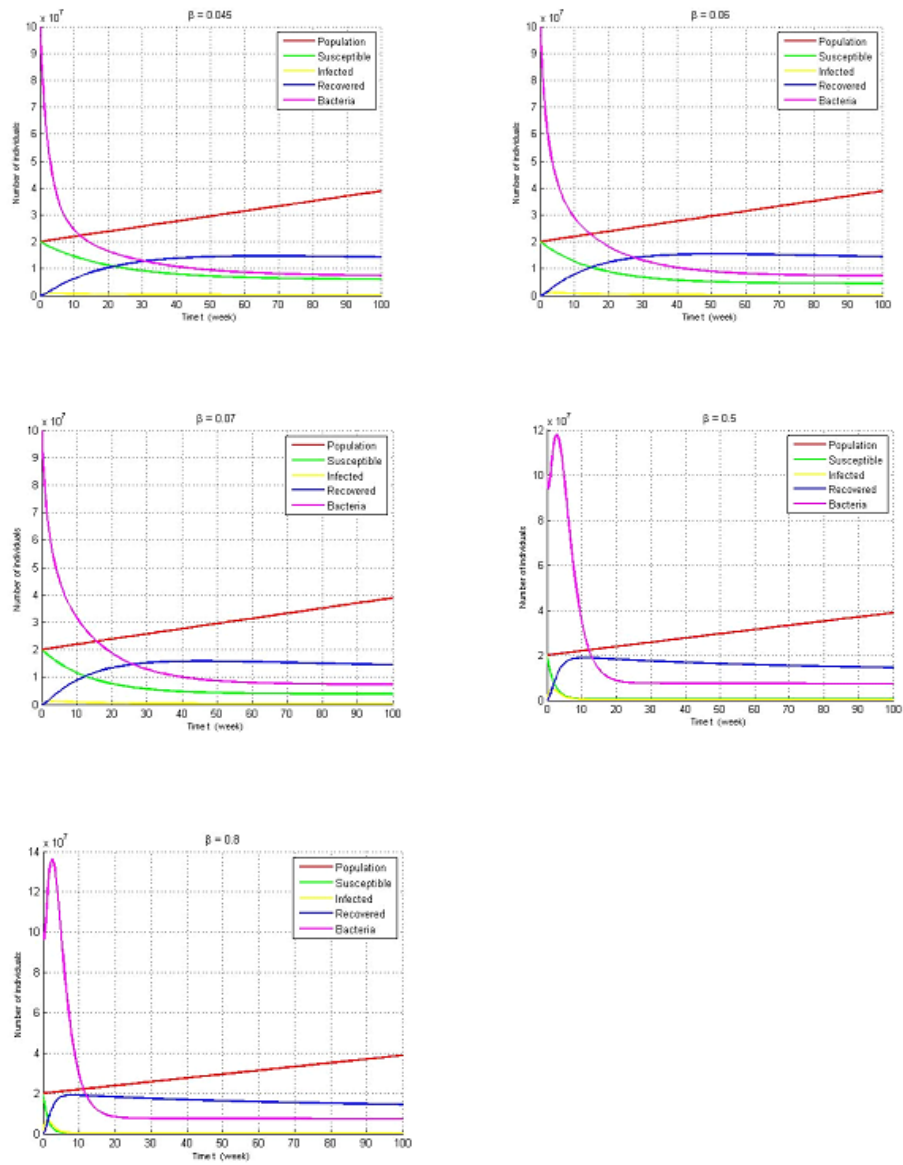 x 10^7
β = 0.045
10
9
8
7
6
5
4
3
2
1
0
Number of individuals
Population
Susceptible
Infected
Recovered
Bacteria
0 10 20 30 40 50 60 70 80 90 100
Time t (week)
x 10^7
β = 0.06
10
9
8
7
6
5
4
3
2
1
0
Number of individuals
Population
Susceptible
Infected
Recovered
Bacteria
0 10 20 30 40 50 60 70 80 90 100
Time t (week)
x 10^7
β = 0.07
10
9
8
7
6
5
4
3
2
1
0
Number of individuals
Population
Susceptible
Infected
Recovered
Bacteria
0 10 20 30 40 50 60 70 80 90 100
Time t (week)
x 10^7
β = 0.5
12
10
8
6
4
2
0
Number of individuals
Population
Susceptible
Infected
Recovered
Bacteria
0 10 20 30 40 50 60 70 80 90 100
Time t (week)
x 10^7
β = 0.8
14
12
10
8
6
4
2
0
Number of individuals
Population
Susceptible
Infected
Recovered
Bacteria
0 10 20 30 40 50 60 70 80 90 100
Time t (week)